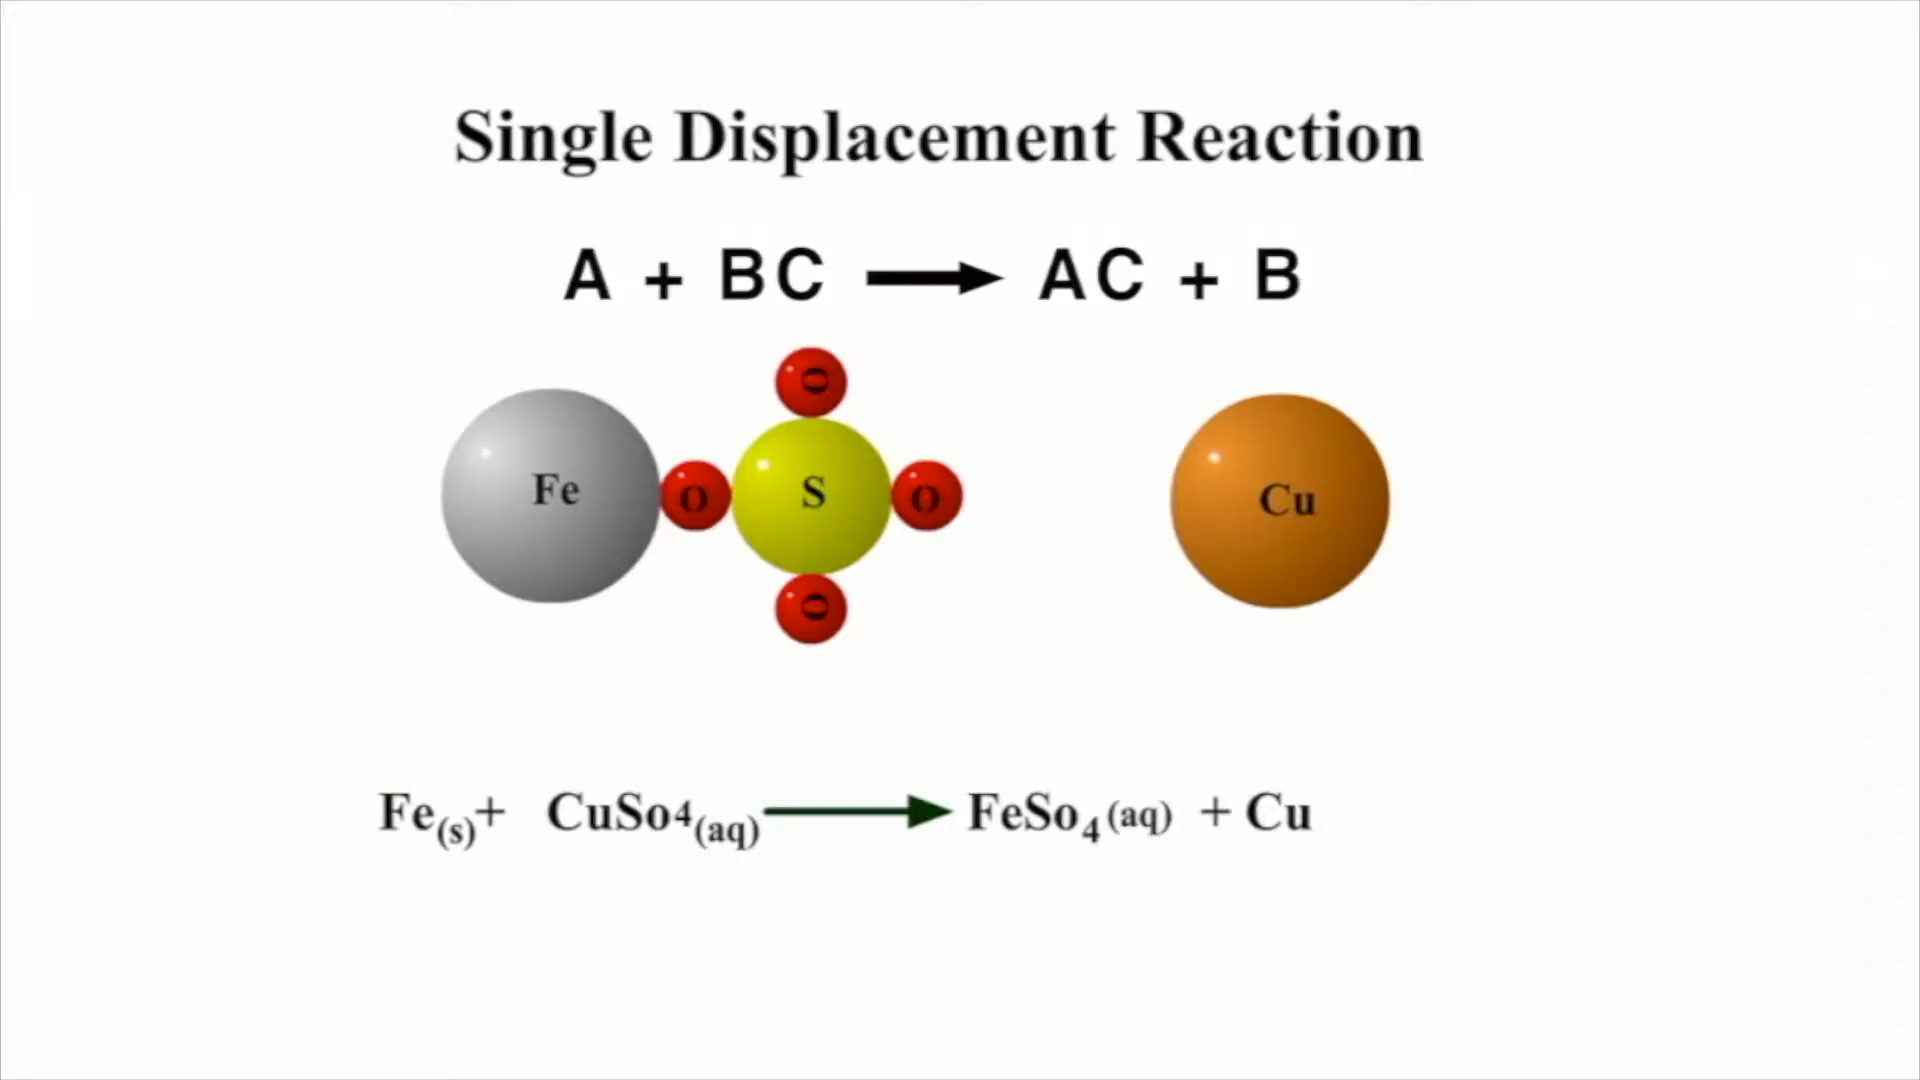 Single Displacement Reaction
A + BC → AC + B
O
Fe O S O Cu
O
Fe(s)+ CuSo4(aq) → FeSo4 (aq) + Cu